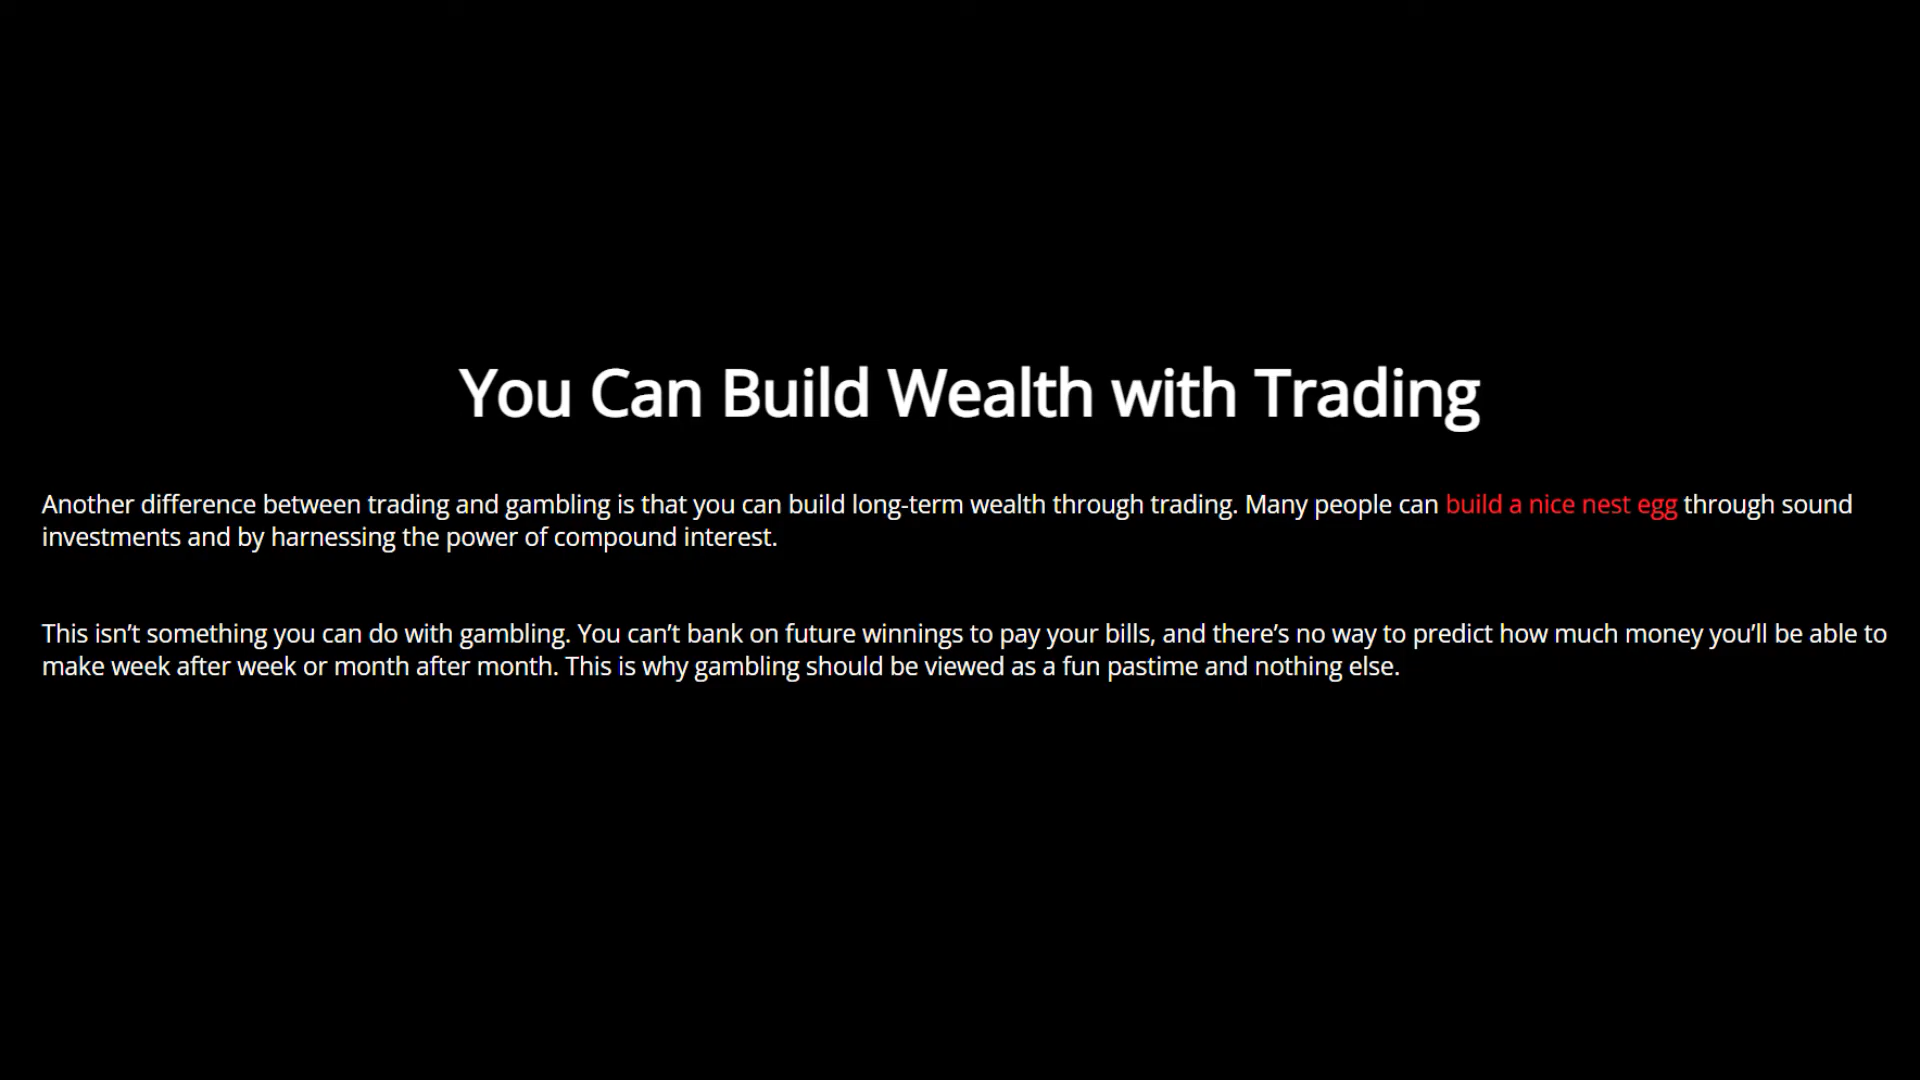 You Can Build Wealth with Trading
Another difference between trading and gambling is that you can build long-term wealth through trading. Many people can build a nice nest egg through sound
investments and by harnessing the power of compound interest.
This isn’t something you can do with gambling. You can’t bank on future winnings to pay your bills, and there’s no way to predict how much money you’ll be able to
make week after week or month after month. This is why gambling should be viewed as a fun pastime and nothing else.